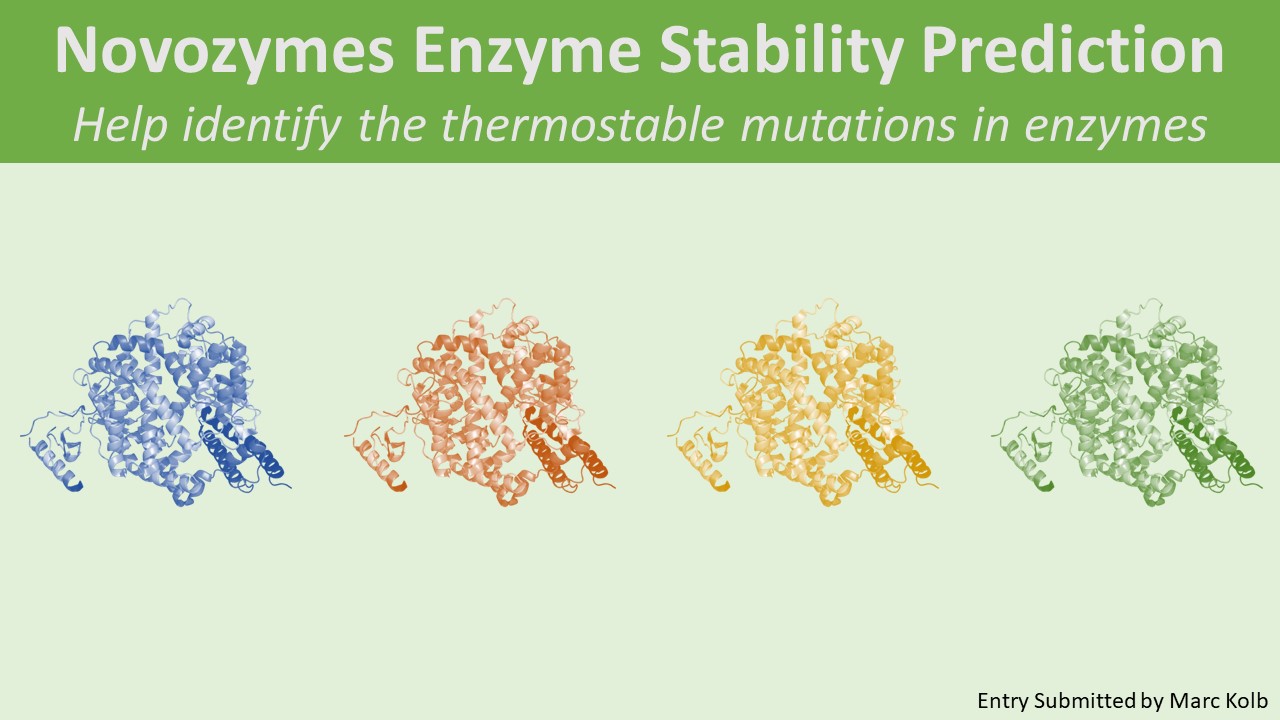 Novozymes Enzyme Stability Prediction
Help identify the thermostable mutations in enzymes
Entry Submitted by Marc Kolb